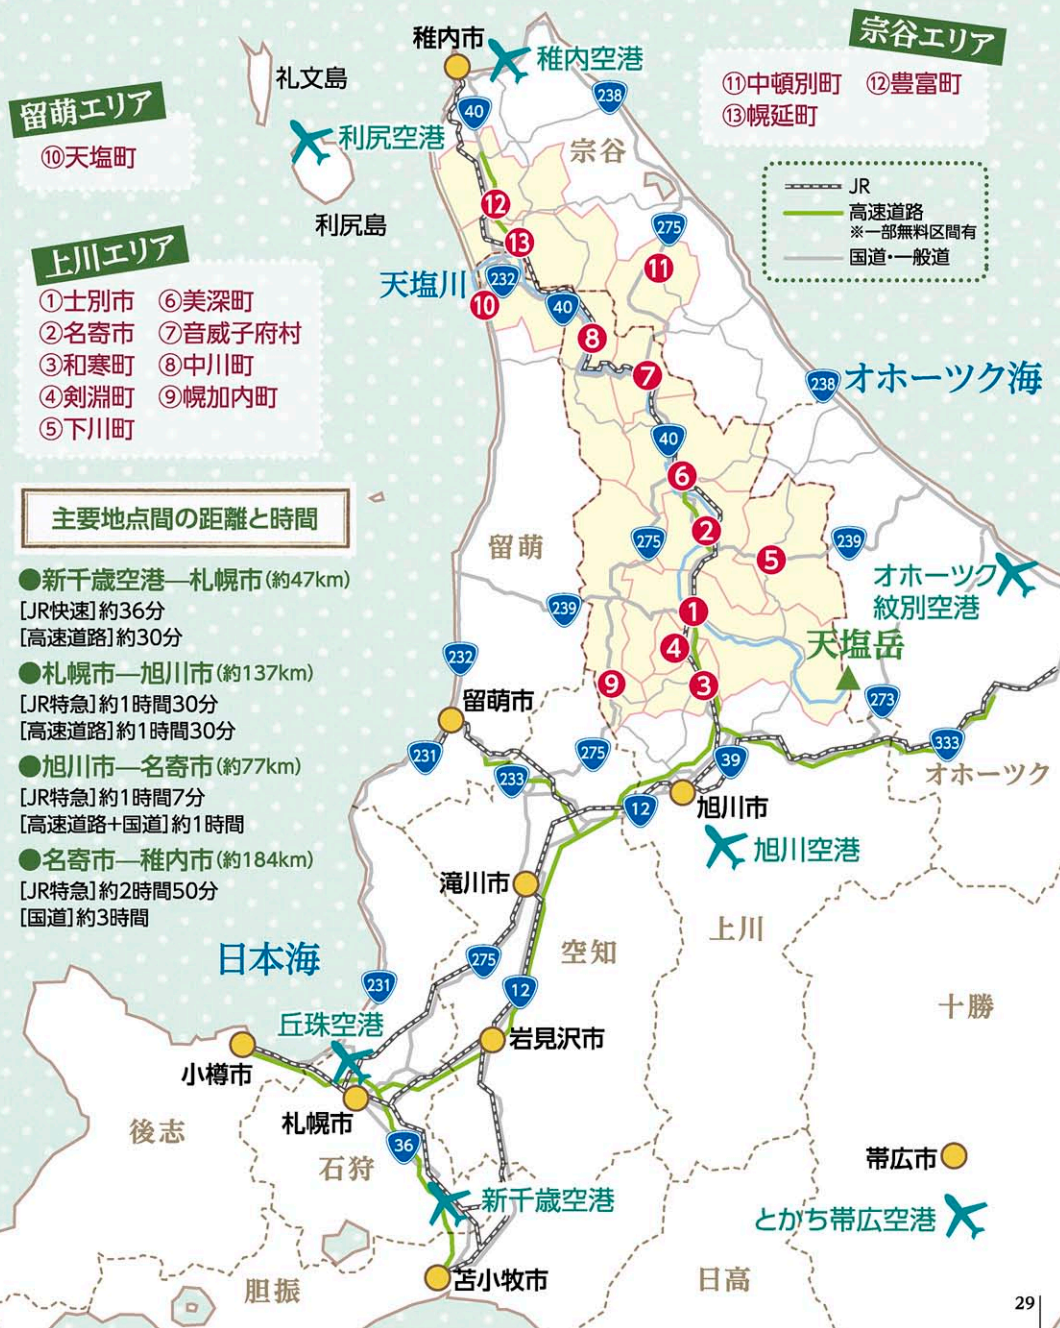 稚内市
稚内空港
宗谷エリア
⑪中頓別町 ⑫豊富町
⑬幌延町
礼文島
留萌エリア
⑩天塩町
利尻空港
利尻島
40
238
宗谷
JR
高速道路
※一部無料区間有
国道・一般道
上川エリア
①士別市 ⑥美深町
②名寄市 ⑦音威子府村
③和寒町 ⑧中川町
④剣淵町 ⑨幌加内町
⑤下川町
12
13
275
11
天塩川
232
10
40
8
7
238
オホーツク海
40
6
主要地点間の距離と時間
●新千歳空港―札幌市(約47km)
[JR快速]約36分
[高速道路]約30分
●札幌市―旭川市(約137km)
[JR特急]約1時間30分
[高速道路]約1時間30分
●旭川市―名寄市(約77km)
[JR特急]約1時間7分
[高速道路+国道]約1時間
●名寄市―稚内市(約184km)
[JR特急]約2時間50分
[国道]約3時間
留萌
275
2
5
239
オホーツク
紋別空港
239
1
4
天塩岳
232
9
3
273
留萌市
231
233
275
39
333
オホーツク
12
旭川市
旭川空港
滝川市
上川
空知
日本海
275
231
12
十勝
丘珠空港
岩見沢市
小樽市
札幌市
後志
36
石狩
帯広市
新千歳空港
とかち帯広空港
苫小牧市
胆振
日高
29